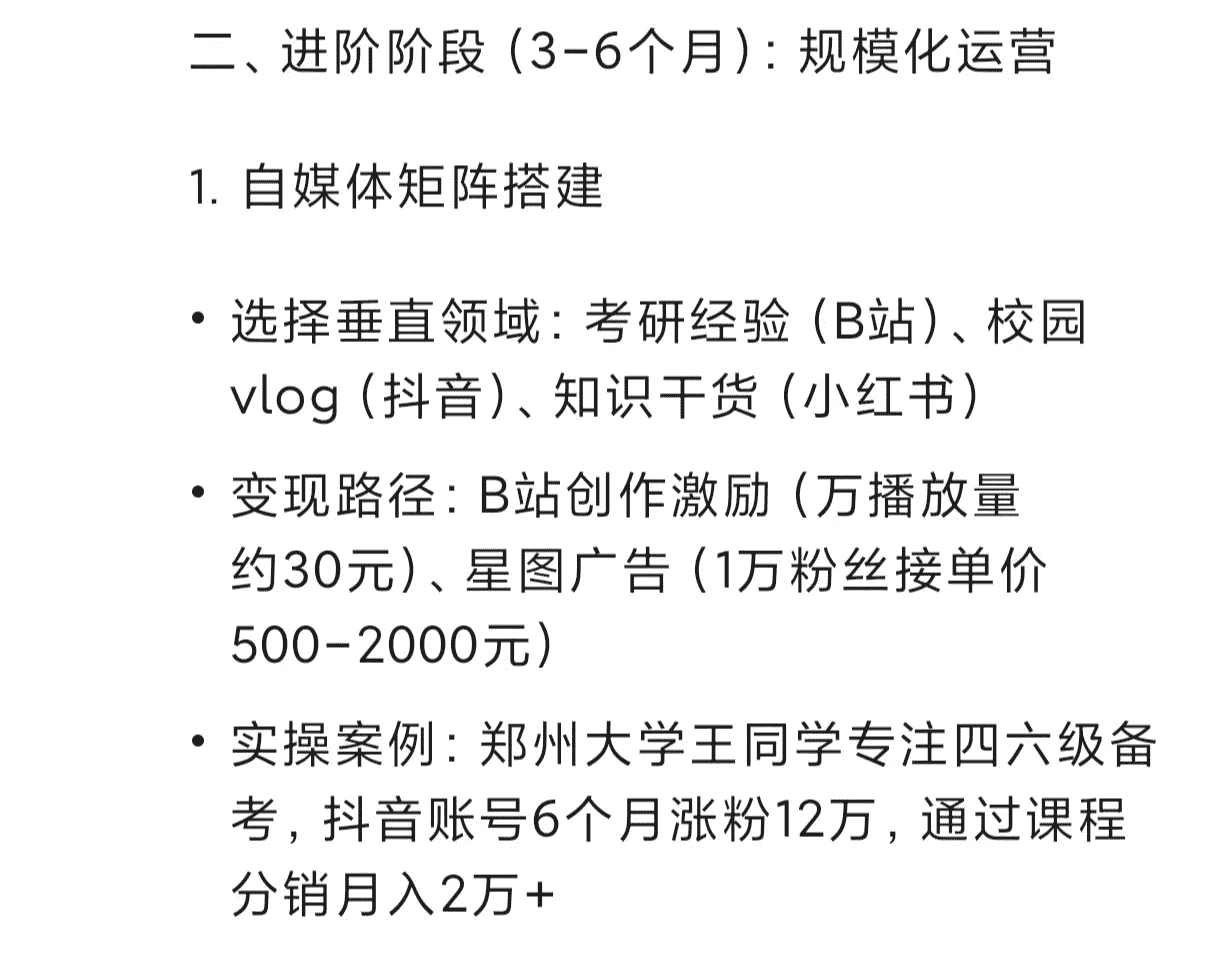 二、进阶阶段（3-6个月）：规模化运营
1. 自媒体矩阵搭建
• 选择垂直领域：考研经验（B站）、校园
vlog（抖音）、知识干货（小红书）
• 变现路径：B站创作激励（万播放量
约30元）、星图广告（1万粉丝接单价
500-2000元）
• 实操案例：郑州大学王同学专注四六级备
考，抖音账号6个月涨粉12万，通过课程
分销月入2万+